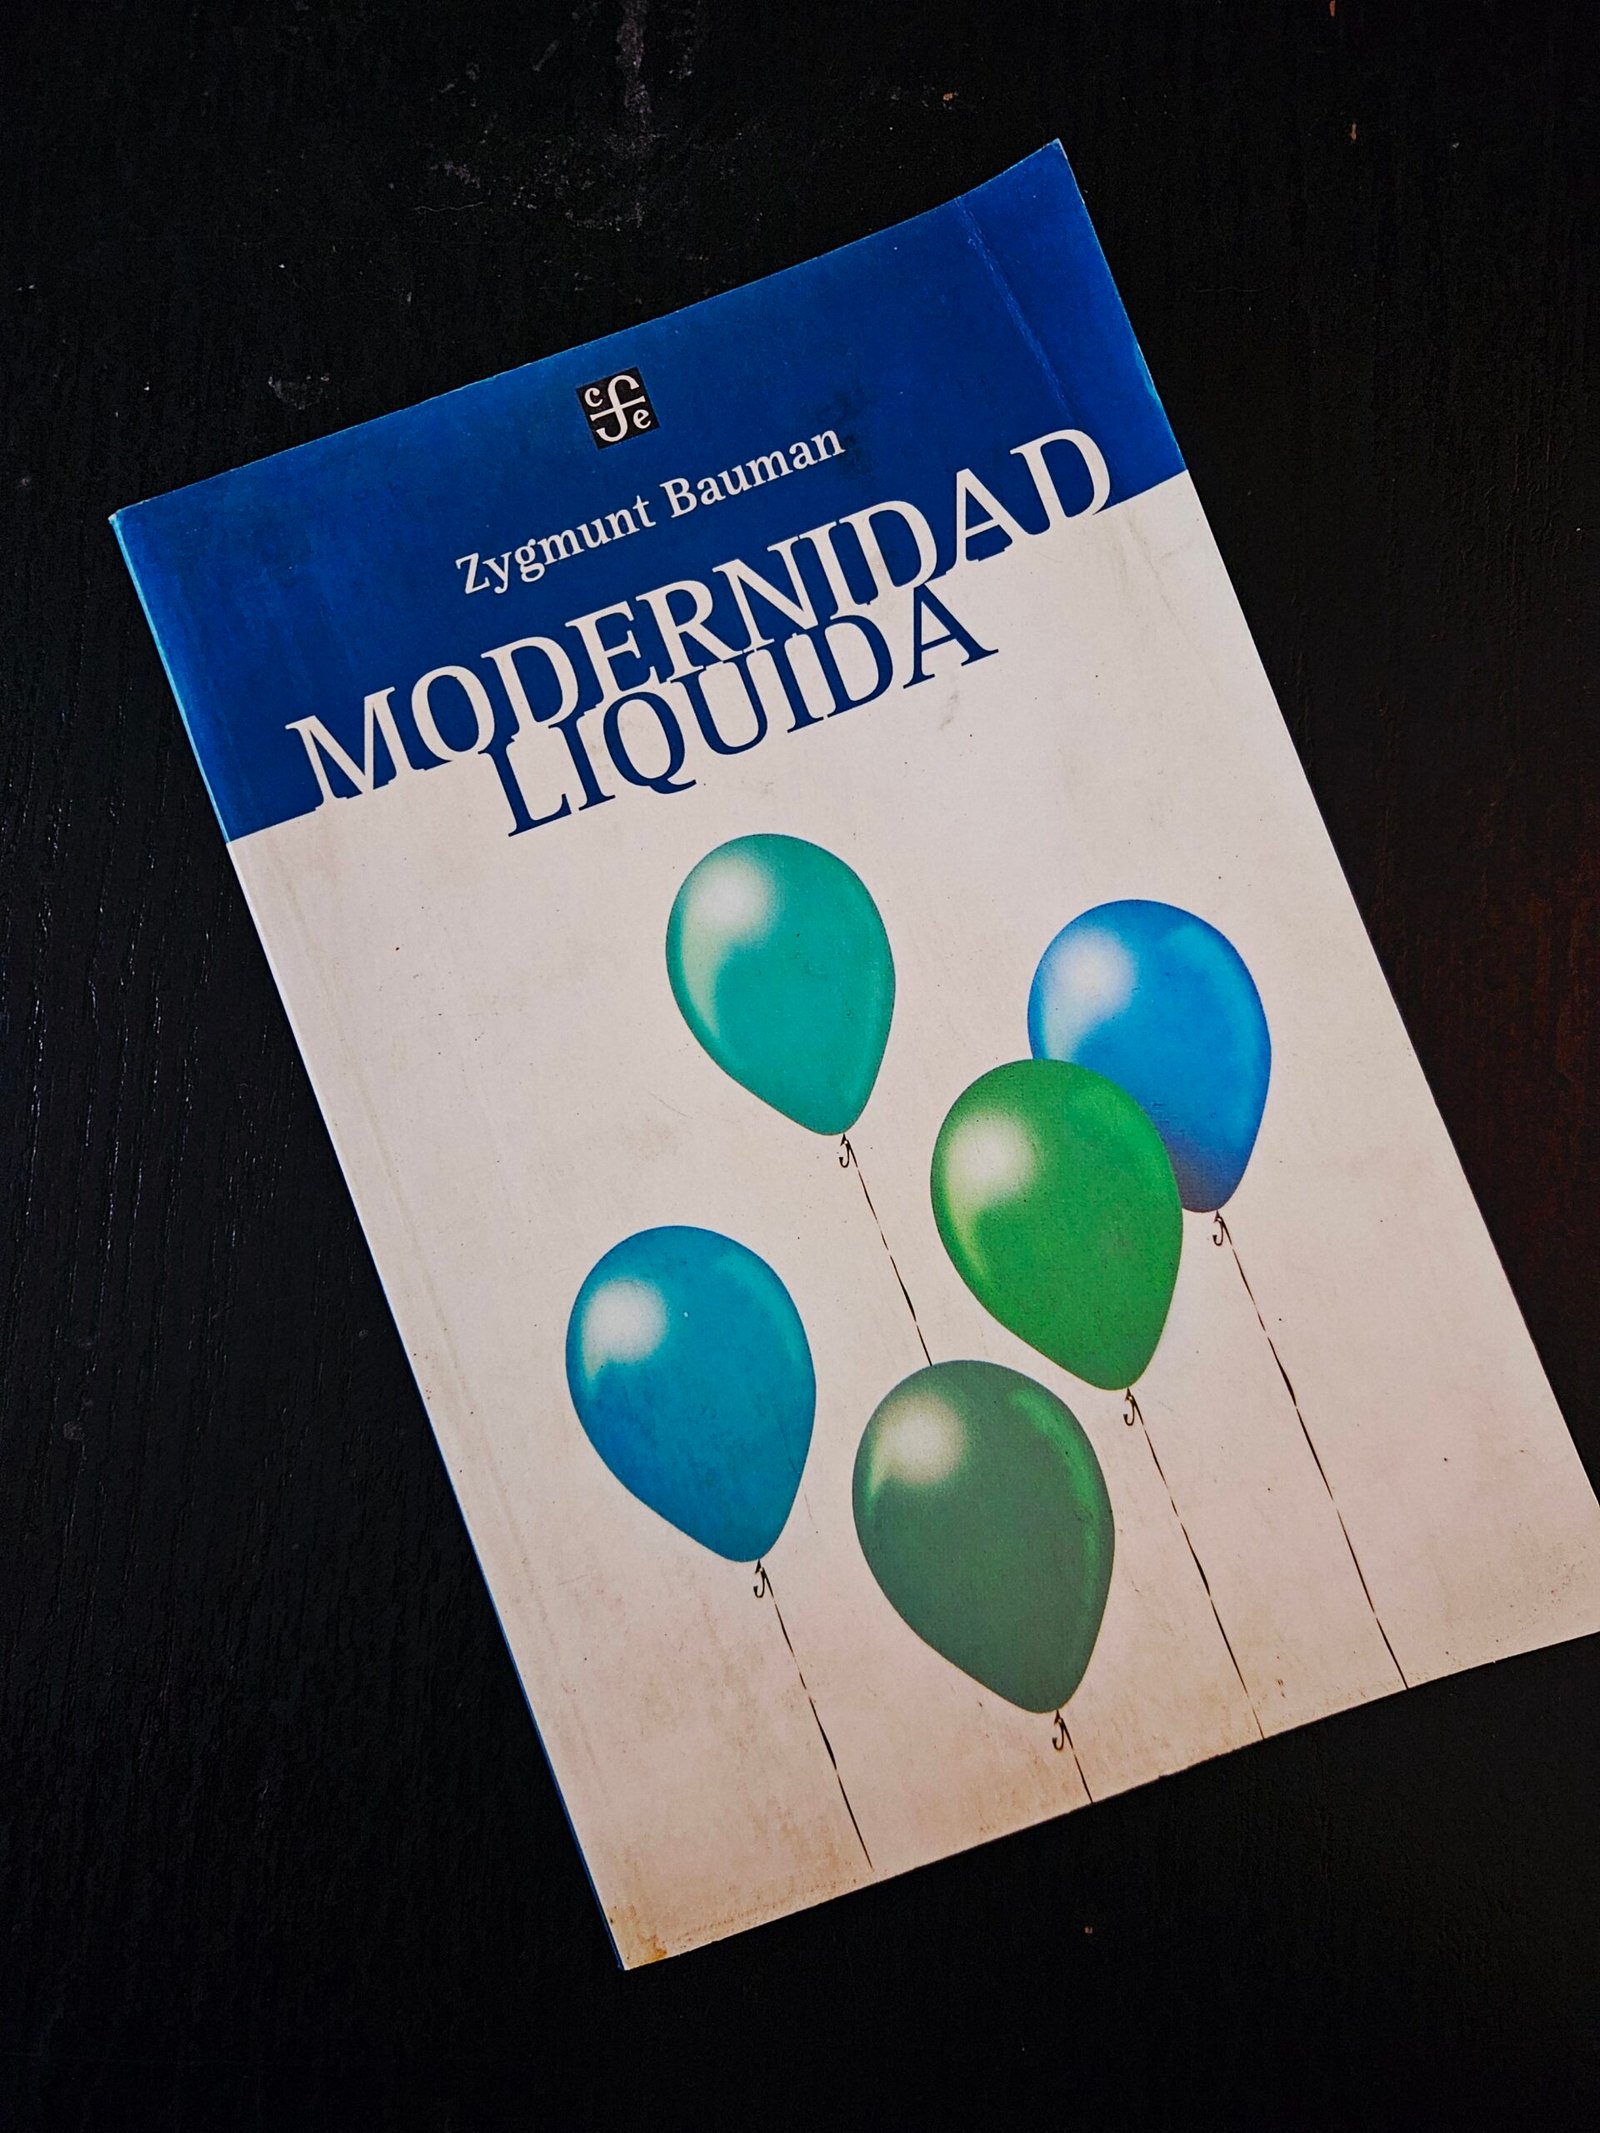 cfe
Zygmunt Bauman
MODERNIDAD
LIQUIDA